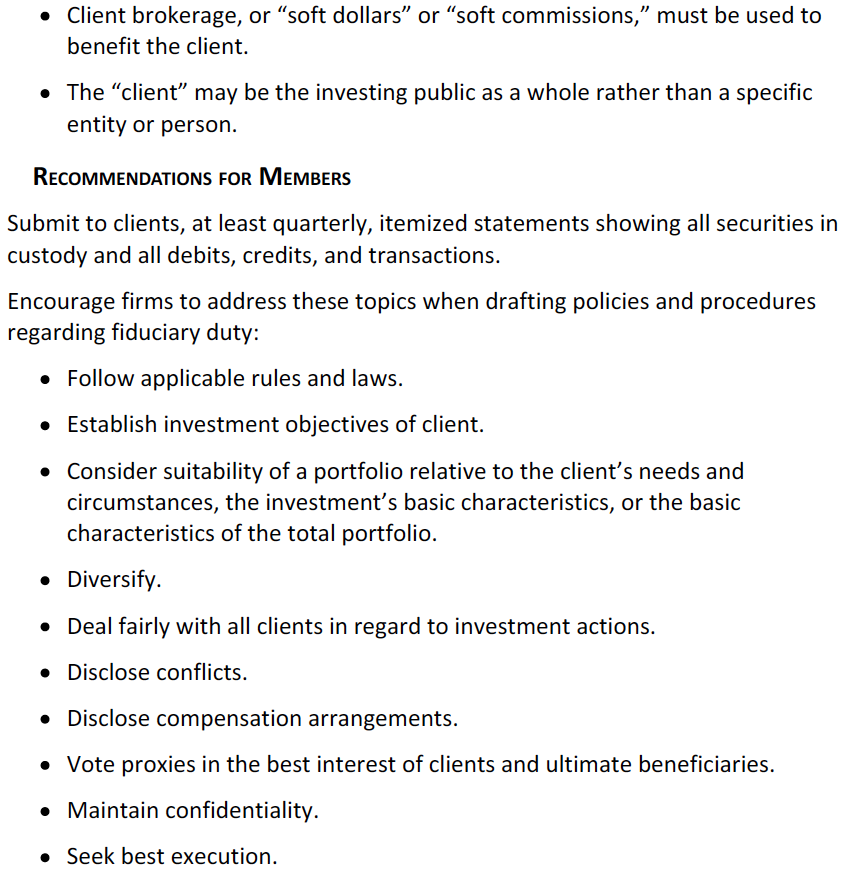 • Client brokerage, or “soft dollars” or “soft commissions,” must be used to
benefit the client.
• The “client” may be the investing public as a whole rather than a specific
entity or person.
RECOMMENDATIONS FOR MEMBERS
Submit to clients, at least quarterly, itemized statements showing all securities in
custody and all debits, credits, and transactions.
Encourage firms to address these topics when drafting policies and procedures
regarding fiduciary duty:
• Follow applicable rules and laws.
• Establish investment objectives of client.
• Consider suitability of a portfolio relative to the client’s needs and
circumstances, the investment’s basic characteristics, or the basic
characteristics of the total portfolio.
• Diversify.
• Deal fairly with all clients in regard to investment actions.
• Disclose conflicts.
• Disclose compensation arrangements.
• Vote proxies in the best interest of clients and ultimate beneficiaries.
• Maintain confidentiality.
• Seek best execution.